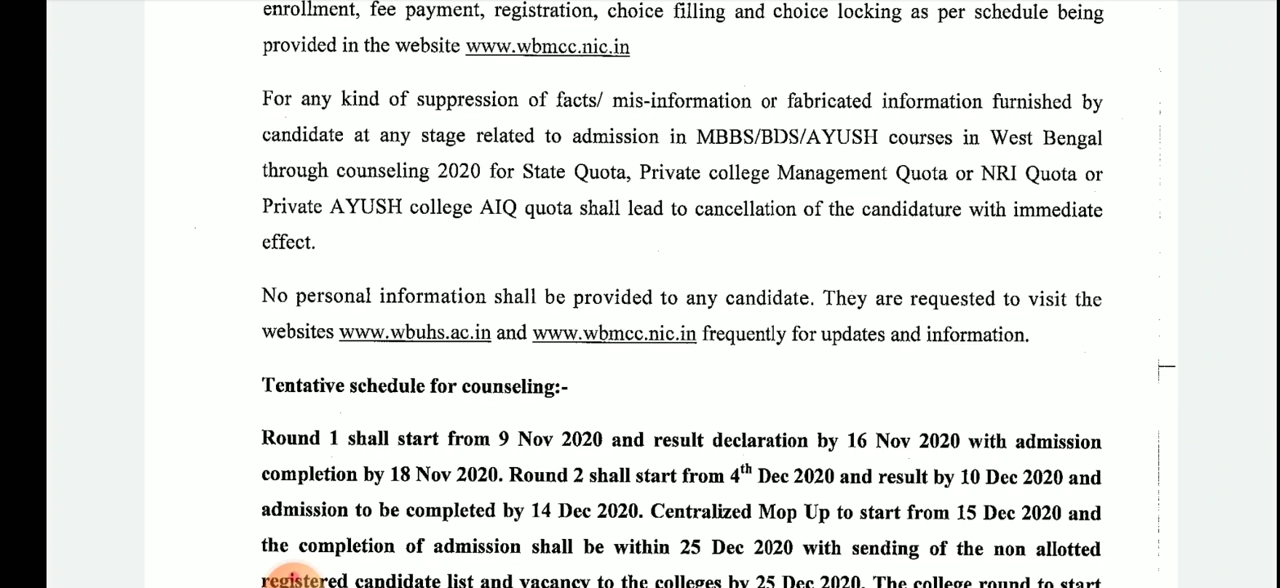 enrollment, fee payment, registration, choice filling and choice locking as per schedule being
provided in the website www.wbmcc.nic.in
For any kind of suppression of facts/ mis-information or fabricated information furnished by
candidate at any stage related to admission in MBBS/BDS/AYUSH courses in West Bengal
through counseling 2020 for State Quota, Private college Management Quota or NRI Quota or
Private AYUSH college AIQ quota shall lead to cancellation of the candidature with immediate
effect.
No personal information shall be provided to any candidate. They are requested to visit the
websites www.wbuhs.ac.in and www.wbmcc.nic.in frequently for updates and information.
Tentative schedule for counseling:-
Round 1 shall start from 9 Nov 2020 and result declaration by 16 Nov 2020 with admission
completion by 18 Nov 2020. Round 2 shall start from 4th Dec 2020 and result by 10 Dec 2020 and
admission to be completed by 14 Dec 2020. Centralized Mop Up to start from 15 Dec 2020 and
the completion of admission shall be within 25 Dec 2020 with sending of the non allotted
registered candidate list and vacancy to the colleges by 25 Dec 2020. The college round to start